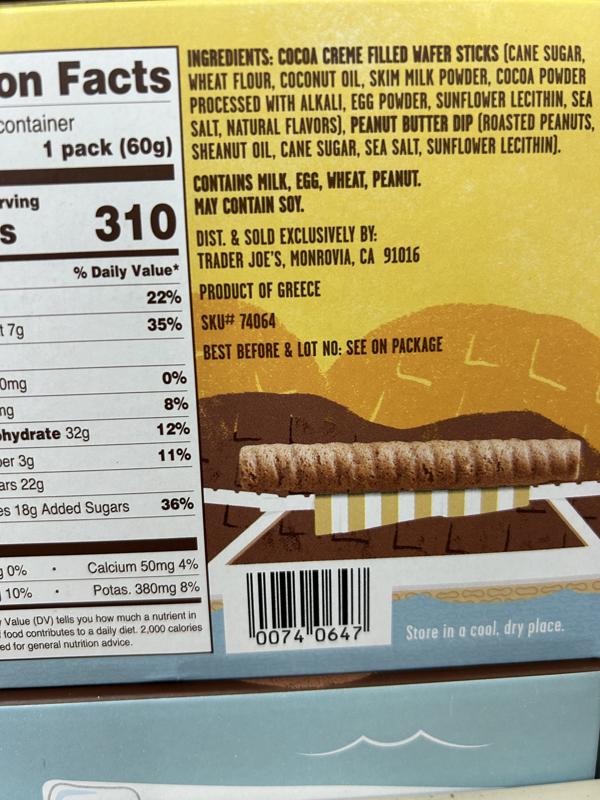 on Facts
container
1 pack (60g)
rving
s 310
% Daily Value*
22%
t 7g 35%
0mg 0%
mg 8%
ohydrate 32g 12%
er 3g 11%
ars 22g
es 18g Added Sugars 36%
g 0% • Calcium 50mg 4%
10% • Potas. 380mg 8%
Value (DV) tells you how much a nutrient in
food contributes to a daily diet. 2,000 calories
ed for general nutrition advice.
INGREDIENTS: COCOA CREME FILLED WAFER STICKS (CANE SUGAR,
WHEAT FLOUR, COCONUT OIL, SKIM MILK POWDER, COCOA POWDER
PROCESSED WITH ALKALI, EGG POWDER, SUNFLOWER LECITHIN, SEA
SALT, NATURAL FLAVORS), PEANUT BUTTER DIP (ROASTED PEANUTS,
SHEANUT OIL, CANE SUGAR, SEA SALT, SUNFLOWER LECITHIN).
CONTAINS MILK, EGG, WHEAT, PEANUT.
MAY CONTAIN SOY.
DIST. & SOLD EXCLUSIVELY BY:
TRADER JOE'S, MONROVIA, CA 91016
PRODUCT OF GREECE
SKU# 74064
BEST BEFORE & LOT NO: SEE ON PACKAGE
0074 0647
Store in a cool, dry place.